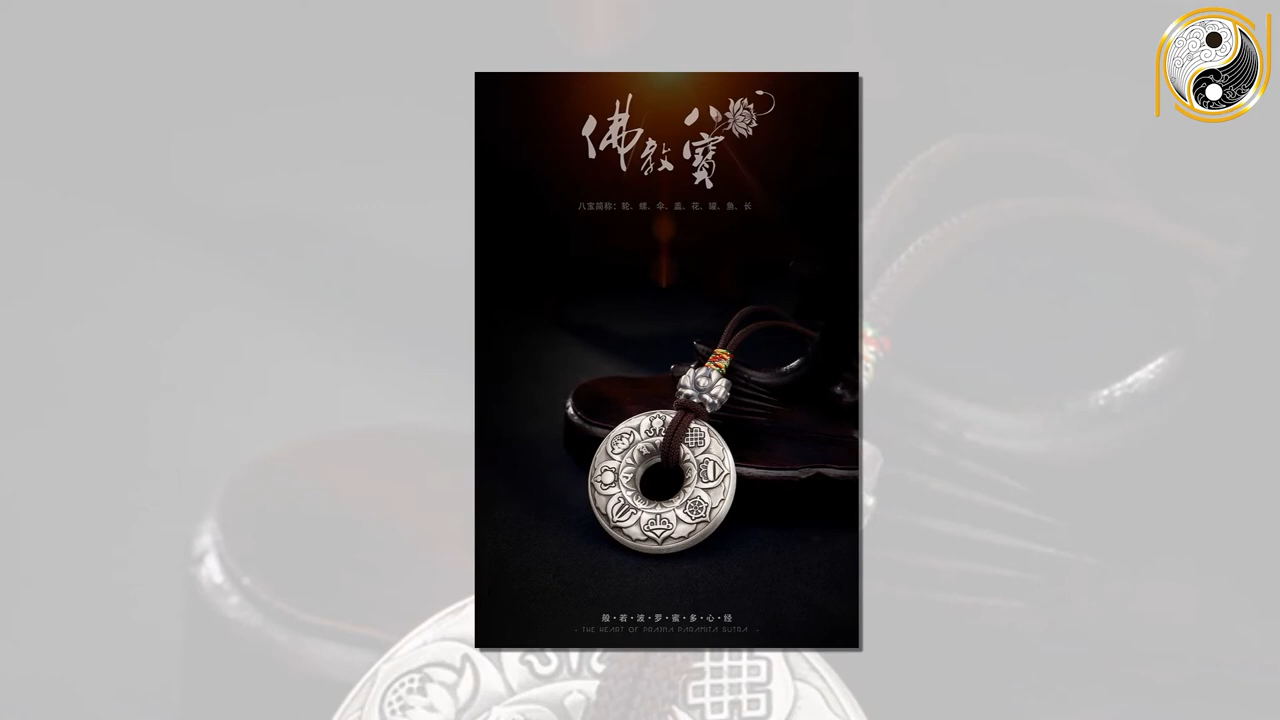 佛教八寶
八宝简称：轮、螺、伞、盖、花、罐、鱼、长
般·若·波·罗·蜜·多·心·经
- THE HEART OF PRAJNA PARAMITA SUTRA -